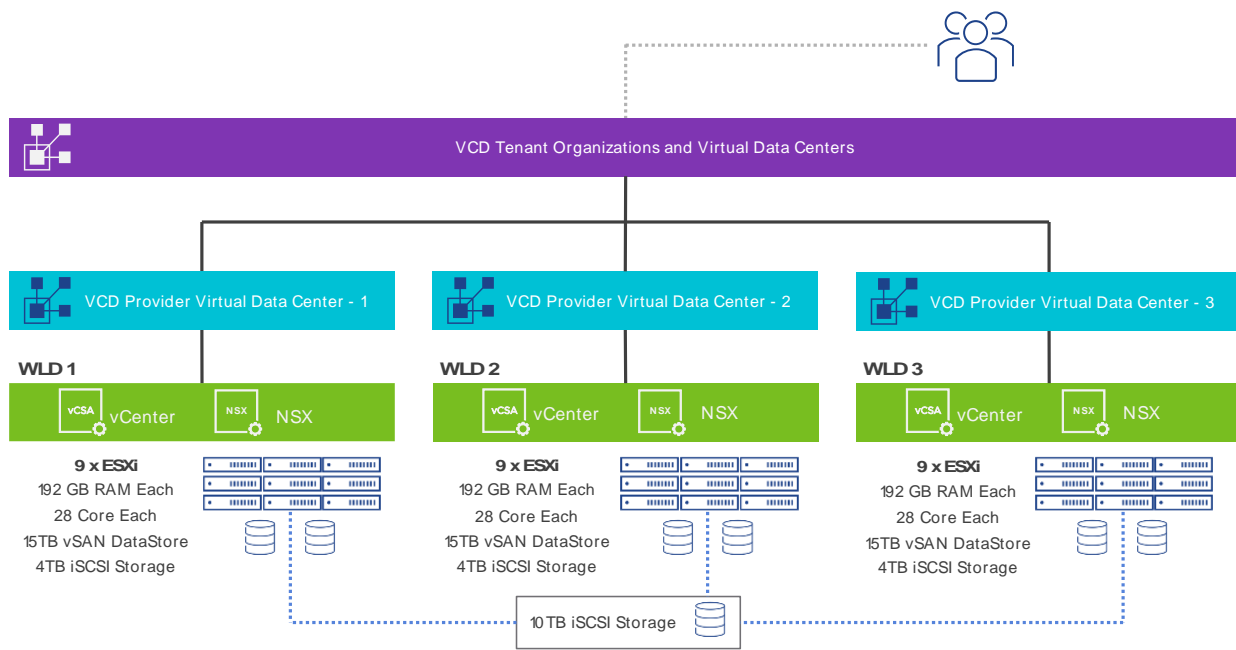 VCD Tenant Organizations and Virtual Data Centers
VCD Provider Virtual Data Center - 1
VCD Provider Virtual Data Center - 2
VCD Provider Virtual Data Center - 3
WLD 1
vCSA
vCenter
NSX
NSX
WLD 2
vCSA
vCenter
NSX
NSX
WLD 3
vCSA
vCenter
NSX
NSX
9 x ESXi
192 GB RAM Each
28 Core Each
15TB vSAN DataStore
4TB iSCSI Storage
9 x ESXi
192 GB RAM Each
28 Core Each
15TB vSAN DataStore
4TB iSCSI Storage
9 x ESXi
192 GB RAM Each
28 Core Each
15TB vSAN DataStore
4TB iSCSI Storage
10TB iSCSI Storage